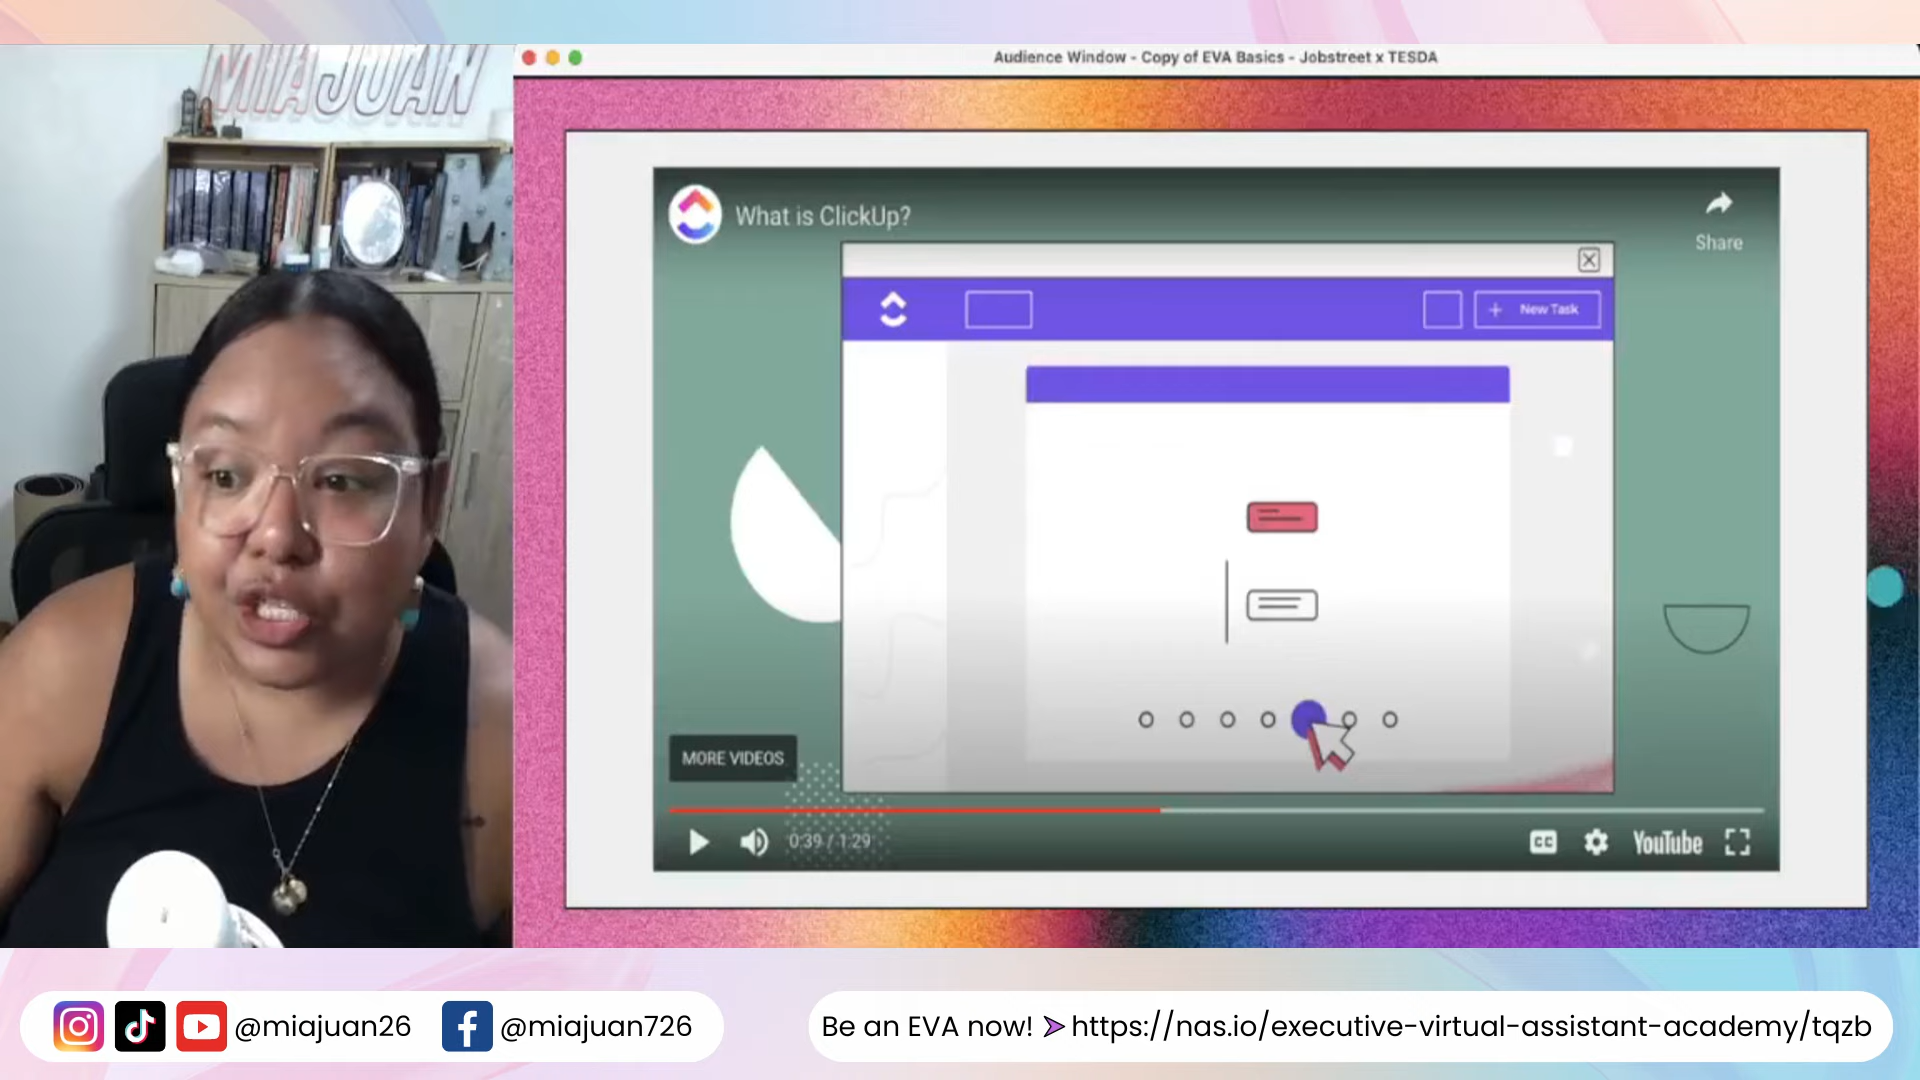 MIAJUAN
Audience Window - Copy of EVA Basics - Jobstreet x TESDA
What is ClickUp?
Share
+ New Task
MORE VIDEOS
0:39 / 1:29
CC
YouTube
@miajuan26
@miajuan726
Be an EVA now! ➤ https://nas.io/executive-virtual-assistant-academy/tqzb